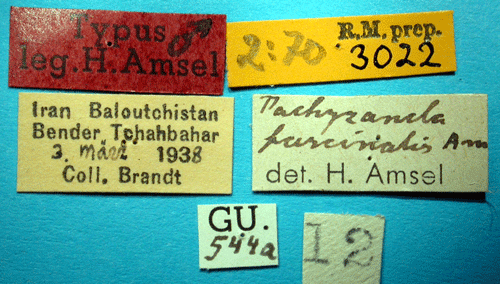 Typus ♂
leg. H. Amsel
2:70
R.M. prep.
3022
Iran Baloutchistan
Bender Tchahbahar
3. März 1938
Coll. Brandt
Pachyzancla
Am
det. H. Amsel
GU.
544a
12